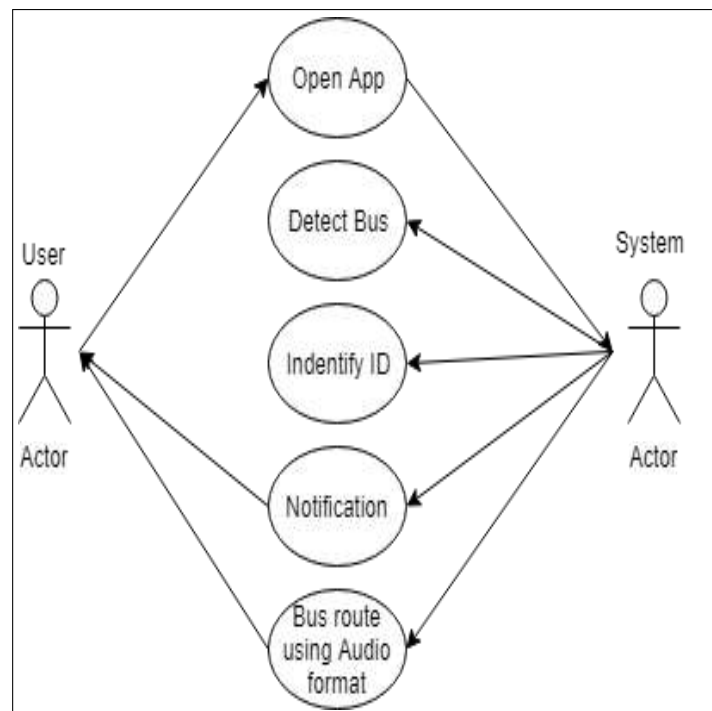 Open App
Detect Bus
User
System
Indentify ID
Actor
Actor
Notification
Bus route
using Audio
format